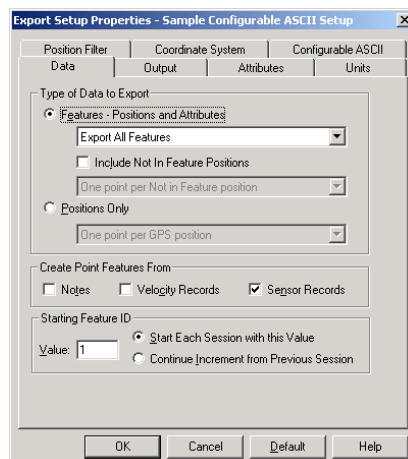 Export Setup Properties - Sample Configurable ASCII Setup
Position Filter Coordinate System Configurable ASCII
Data Output Attributes Units
Type of Data to Export
Features - Positions and Attributes
Export All Features
Include Not In Feature Positions
One point per Not in Feature position
Positions Only
One point per GPS position
Create Point Features From
Notes Velocity Records Sensor Records
Starting Feature ID
Value: 1 Start Each Session with this Value
Continue Increment from Previous Session
OK Cancel Default Help